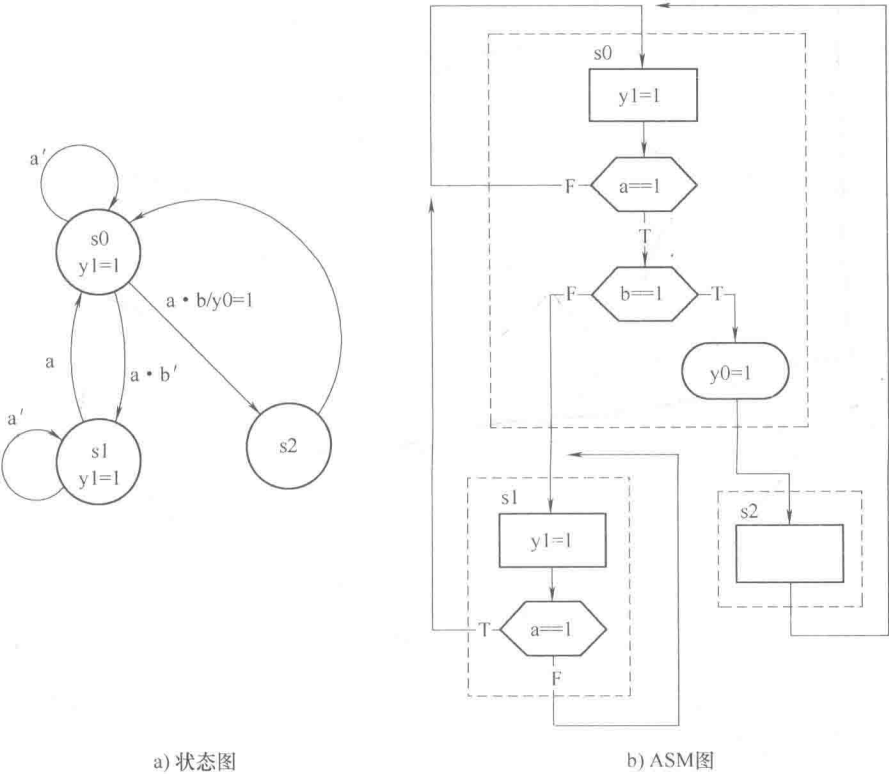 a′
s0
y1=1
a·b/y0=1
a
a·b′
a′
s1
y1=1
s2
a) 状态图
s0
y1=1
F
a==1
T
F
b==1
T
y0=1
s1
y1=1
T
a==1
F
s2
b) ASM图